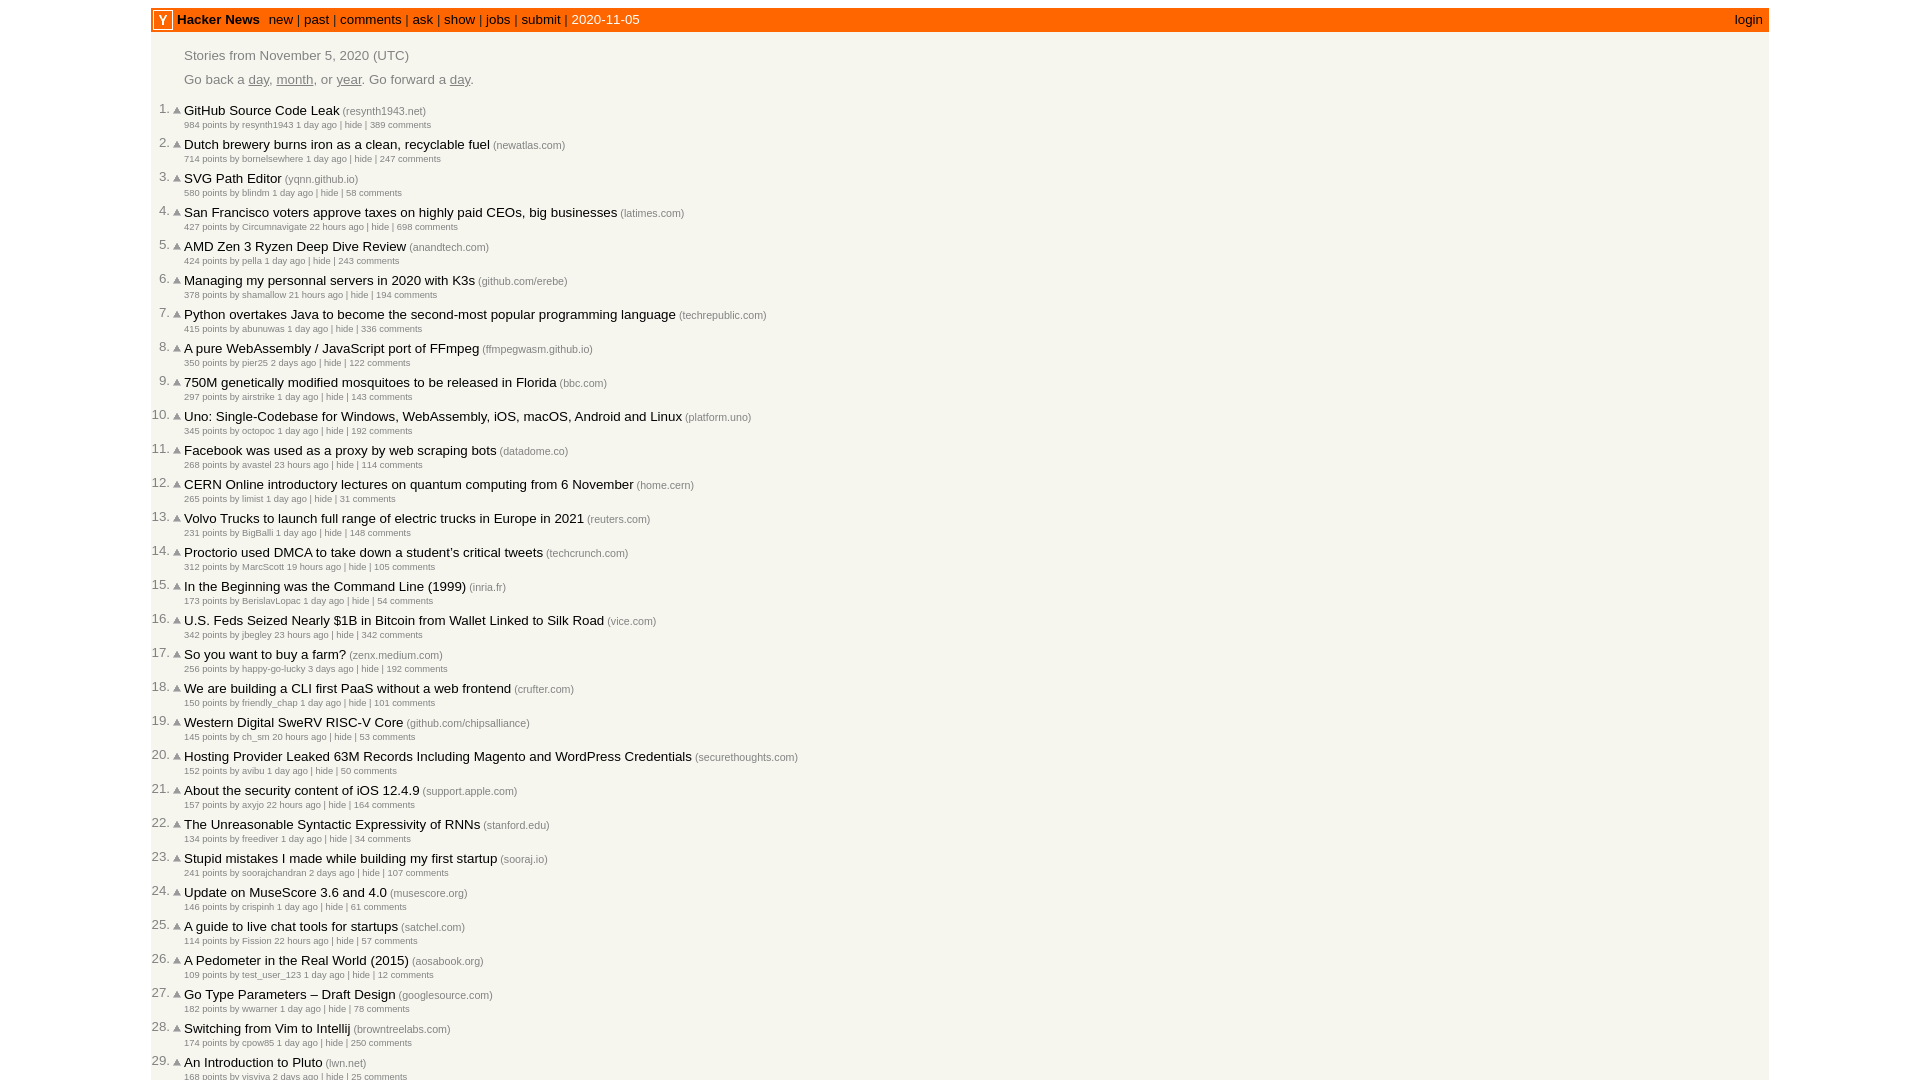 Y Hacker News new | past | comments | ask | show | jobs | submit | 2020-11-05 login
Stories from November 5, 2020 (UTC)
Go back a day, month, or year. Go forward a day.
1. GitHub Source Code Leak (resynth1943.net)
984 points by resynth1943 1 day ago | hide | 389 comments
2. Dutch brewery burns iron as a clean, recyclable fuel (newatlas.com)
714 points by bornelsewhere 1 day ago | hide | 247 comments
3. SVG Path Editor (yqnn.github.io)
580 points by blindm 1 day ago | hide | 58 comments
4. San Francisco voters approve taxes on highly paid CEOs, big businesses (latimes.com)
427 points by Circumnavigate 22 hours ago | hide | 698 comments
5. AMD Zen 3 Ryzen Deep Dive Review (anandtech.com)
424 points by pella 1 day ago | hide | 243 comments
6. Managing my personnal servers in 2020 with K3s (github.com/erebe)
378 points by shamallow 21 hours ago | hide | 194 comments
7. Python overtakes Java to become the second-most popular programming language (techrepublic.com)
415 points by abunuwas 1 day ago | hide | 336 comments
8. A pure WebAssembly / JavaScript port of FFmpeg (ffmpegwasm.github.io)
350 points by pier25 2 days ago | hide | 122 comments
9. 750M genetically modified mosquitoes to be released in Florida (bbc.com)
297 points by airstrike 1 day ago | hide | 143 comments
10. Uno: Single-Codebase for Windows, WebAssembly, iOS, macOS, Android and Linux (platform.uno)
345 points by octopoc 1 day ago | hide | 192 comments
11. Facebook was used as a proxy by web scraping bots (datadome.co)
268 points by avastel 23 hours ago | hide | 114 comments
12. CERN Online introductory lectures on quantum computing from 6 November (home.cern)
265 points by limist 1 day ago | hide | 31 comments
13. Volvo Trucks to launch full range of electric trucks in Europe in 2021 (reuters.com)
231 points by BigBalli 1 day ago | hide | 148 comments
14. Proctorio used DMCA to take down a student’s critical tweets (techcrunch.com)
312 points by MarcScott 19 hours ago | hide | 105 comments
15. In the Beginning was the Command Line (1999) (inria.fr)
173 points by BerislavLopac 1 day ago | hide | 54 comments
16. U.S. Feds Seized Nearly $1B in Bitcoin from Wallet Linked to Silk Road (vice.com)
342 points by jbegley 23 hours ago | hide | 342 comments
17. So you want to buy a farm? (zenx.medium.com)
256 points by happy-go-lucky 3 days ago | hide | 192 comments
18. We are building a CLI first PaaS without a web frontend (crufter.com)
150 points by friendly_chap 1 day ago | hide | 101 comments
19. Western Digital SweRV RISC-V Core (github.com/chipsalliance)
145 points by ch_sm 20 hours ago | hide | 53 comments
20. Hosting Provider Leaked 63M Records Including Magento and WordPress Credentials (securethoughts.com)
152 points by avibu 1 day ago | hide | 50 comments
21. About the security content of iOS 12.4.9 (support.apple.com)
157 points by axyjo 22 hours ago | hide | 164 comments
22. The Unreasonable Syntactic Expressivity of RNNs (stanford.edu)
134 points by freediver 1 day ago | hide | 34 comments
23. Stupid mistakes I made while building my first startup (sooraj.io)
241 points by soorajchandran 2 days ago | hide | 107 comments
24. Update on MuseScore 3.6 and 4.0 (musescore.org)
146 points by crispinh 1 day ago | hide | 61 comments
25. A guide to live chat tools for startups (satchel.com)
114 points by Fission 22 hours ago | hide | 57 comments
26. A Pedometer in the Real World (2015) (aosabook.org)
109 points by test_user_123 1 day ago | hide | 12 comments
27. Go Type Parameters – Draft Design (googlesource.com)
182 points by wwarner 1 day ago | hide | 78 comments
28. Switching from Vim to Intellij (browntreelabs.com)
174 points by cpow85 1 day ago | hide | 250 comments
29. An Introduction to Pluto (lwn.net)
168 points by visviva 2 days ago | hide | 25 comments